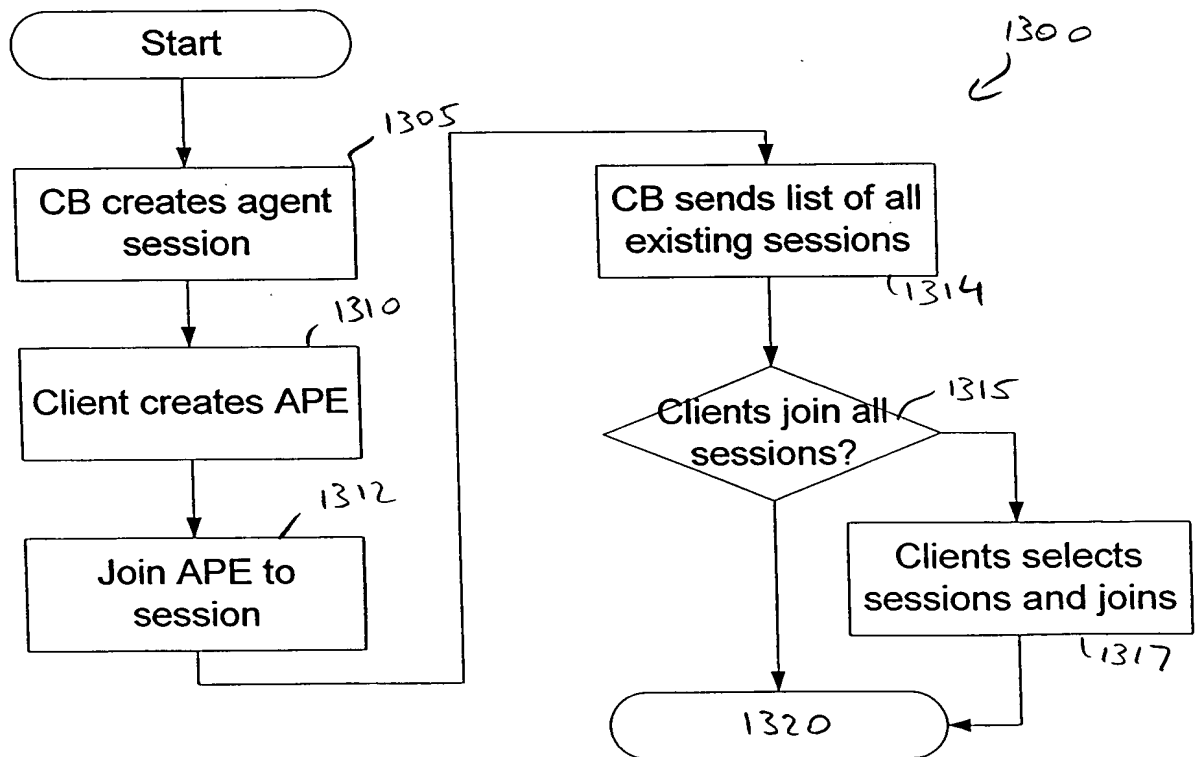 Start
1300
1305
CB creates agent
session
1310
Client creates APE
1312
Join APE to
session
CB sends list of all
existing sessions
1314
1315
Clients join all
sessions?
Clients selects
sessions and joins
1317
1320